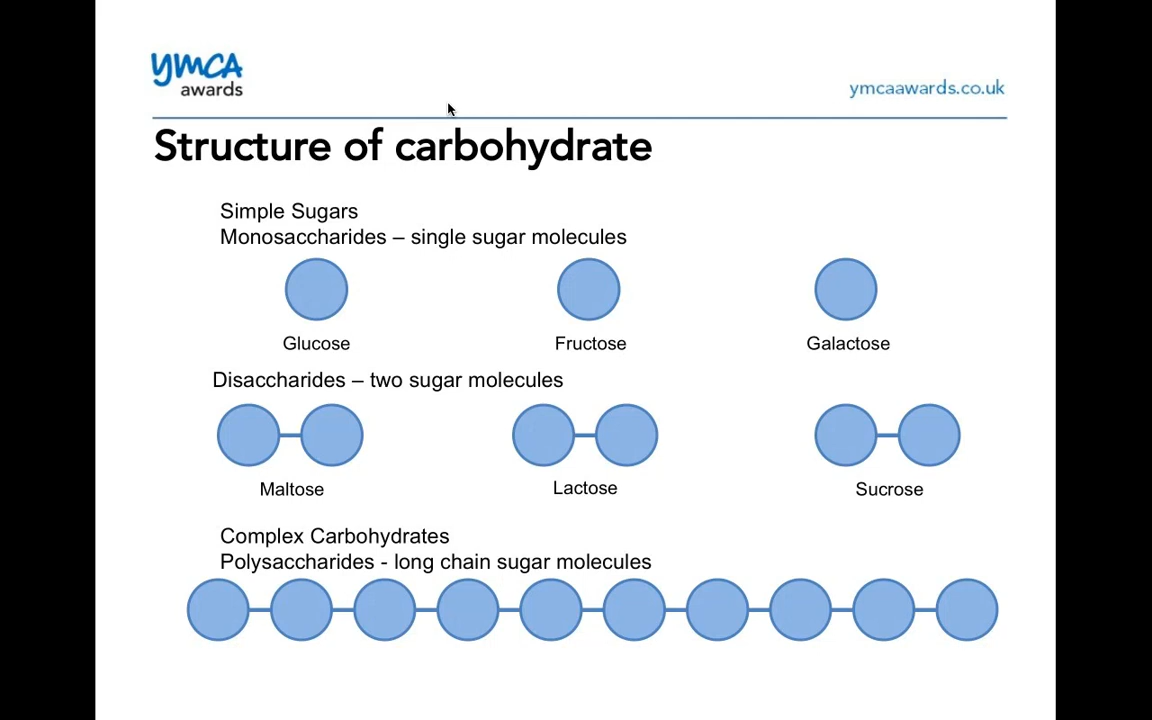 ymca
awards
ymcaawards.co.uk
Structure of carbohydrate
Simple Sugars
Monosaccharides – single sugar molecules
Glucose
Fructose
Galactose
Disaccharides – two sugar molecules
Maltose
Lactose
Sucrose
Complex Carbohydrates
Polysaccharides - long chain sugar molecules